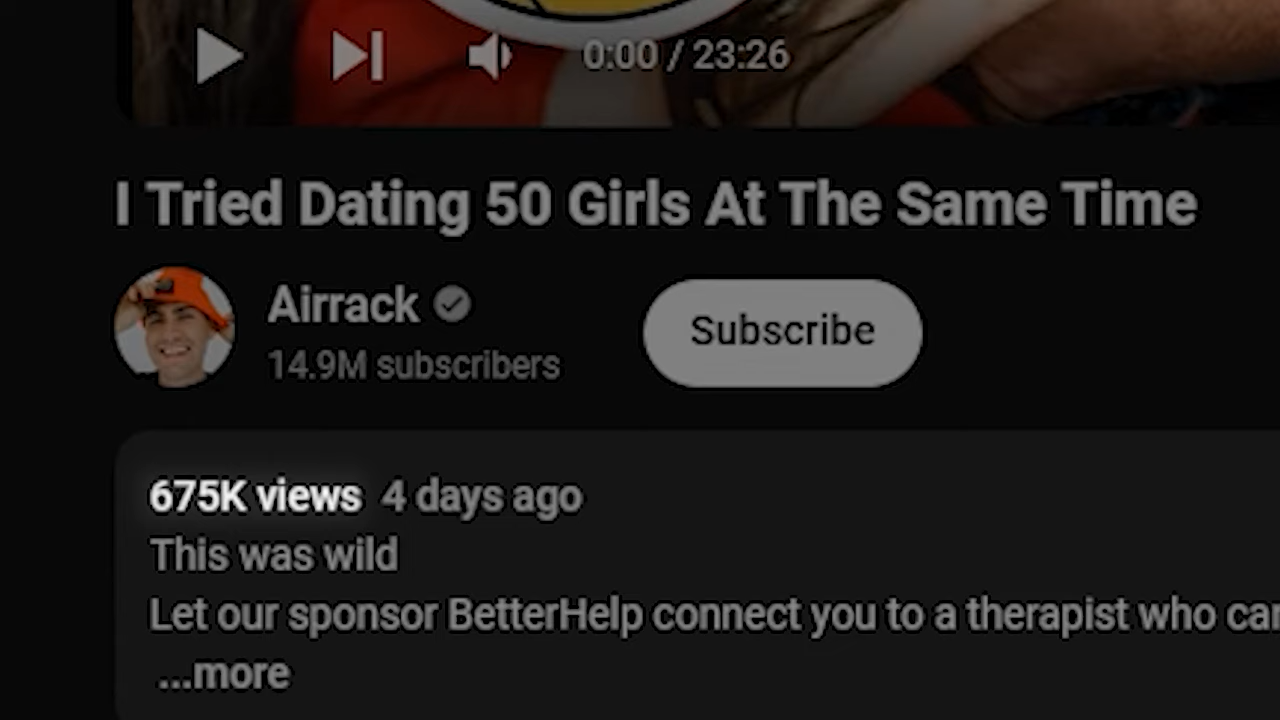 0:00 / 23:26
I Tried Dating 50 Girls At The Same Time
Airrack
14.9M subscribers
Subscribe
675K views 4 days ago
This was wild
Let our sponsor BetterHelp connect you to a therapist who
...more